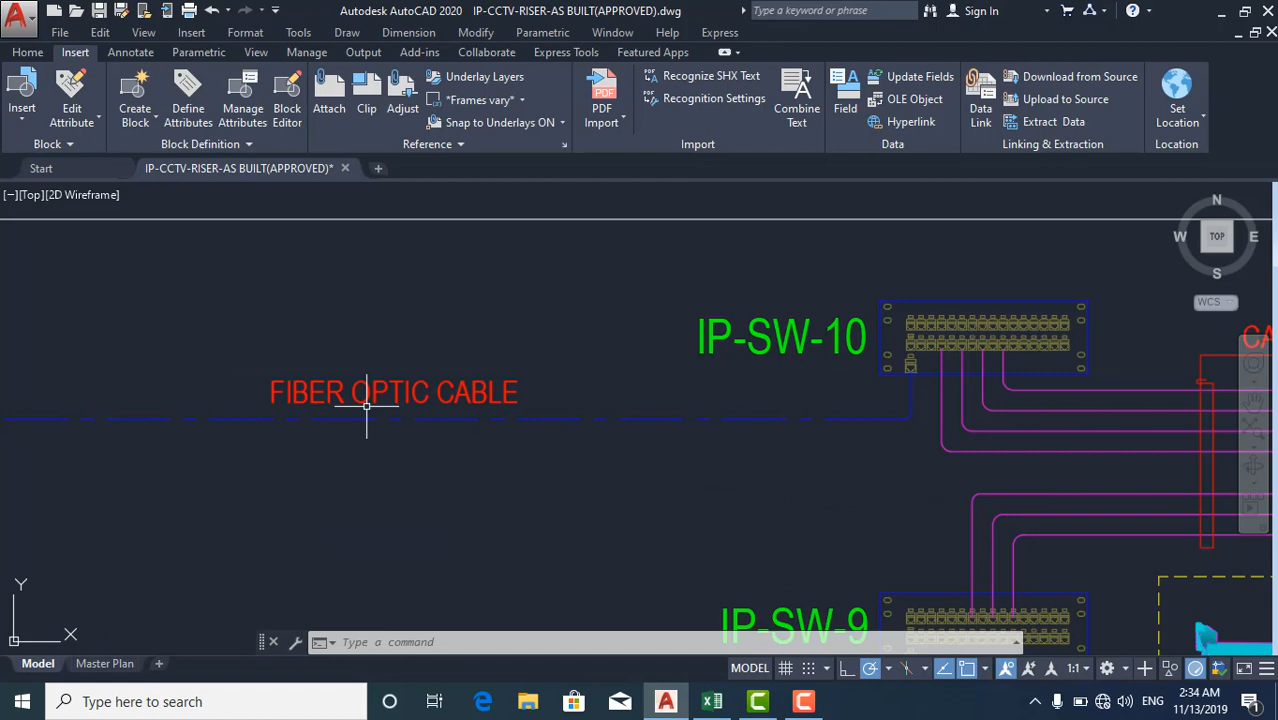 Autodesk AutoCAD 2020 IP-CCTV-RISER-AS BUILT(APPROVED).dwg Type a keyword or phrase Sign In
File Edit View Insert Format Tools Draw Dimension Modify Parametric Window Help Express
Home Insert Annotate Parametric View Manage Output Add-ins Collaborate Express Tools Featured Apps
Insert Edit Attribute Create Block Define Attributes Manage Attributes Block Editor Attach Clip Adjust Underlay Layers *Frames vary* Snap to Underlays ON PDF Import Recognize SHX Text Recognition Settings Combine Text Field Update Fields OLE Object Hyperlink Data Link Download from Source Upload to Source Extract Data Set Location
Block Block Definition Reference Import Data Linking & Extraction Location
Start IP-CCTV-RISER-AS BUILT(APPROVED)*
[−][Top][2D Wireframe]
N
W TOP E
S
WCS
IP-SW-10
CA
FIBER OPTIC CABLE
IP-SW-9
Y
X
Type a command
Model Master Plan MODEL 1:1
Type here to search ENG 2:34 AM 11/13/2019 1